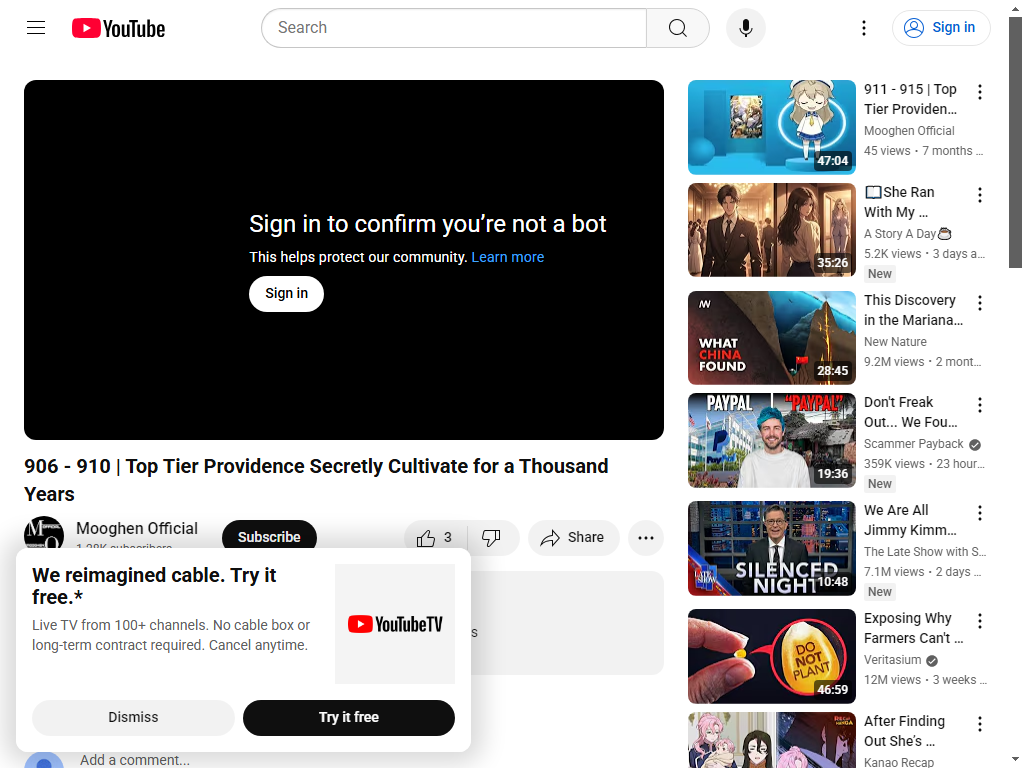 YouTube
Search
Sign in
Sign in to confirm you’re not a bot
This helps protect our community. Learn more
Sign in
906 - 910 | Top Tier Providence Secretly Cultivate for a Thousand
Years
Mooghen Official
Subscribe
3
Share
We reimagined cable. Try it
free.*
Live TV from 100+ channels. No cable box or
long-term contract required. Cancel anytime.
YouTubeTV
Dismiss
Try it free
Add a comment...
47:04
911 - 915 | Top
Tier Providen...
Mooghen Official
45 views • 7 months ...
35:26
📖She Ran
With My ...
A Story A Day
5.2K views • 3 days a...
New
WHAT
CHINA
FOUND
28:45
This Discovery
in the Mariana...
New Nature
9.2M views • 2 mont...
PAYPAL "PAYPAL"
19:36
Don't Freak
Out... We Fou...
Scammer Payback
359K views • 23 hour...
New
LATE SHOW
SILENCED
NIGHT
10:48
We Are All
Jimmy Kimm...
The Late Show with S...
7.1M views • 2 days ...
New
DO
NOT
PLANT
46:59
Exposing Why
Farmers Can't ...
Veritasium
12M views • 3 weeks ...
After Finding
Out She’s ...
Kanao Recap